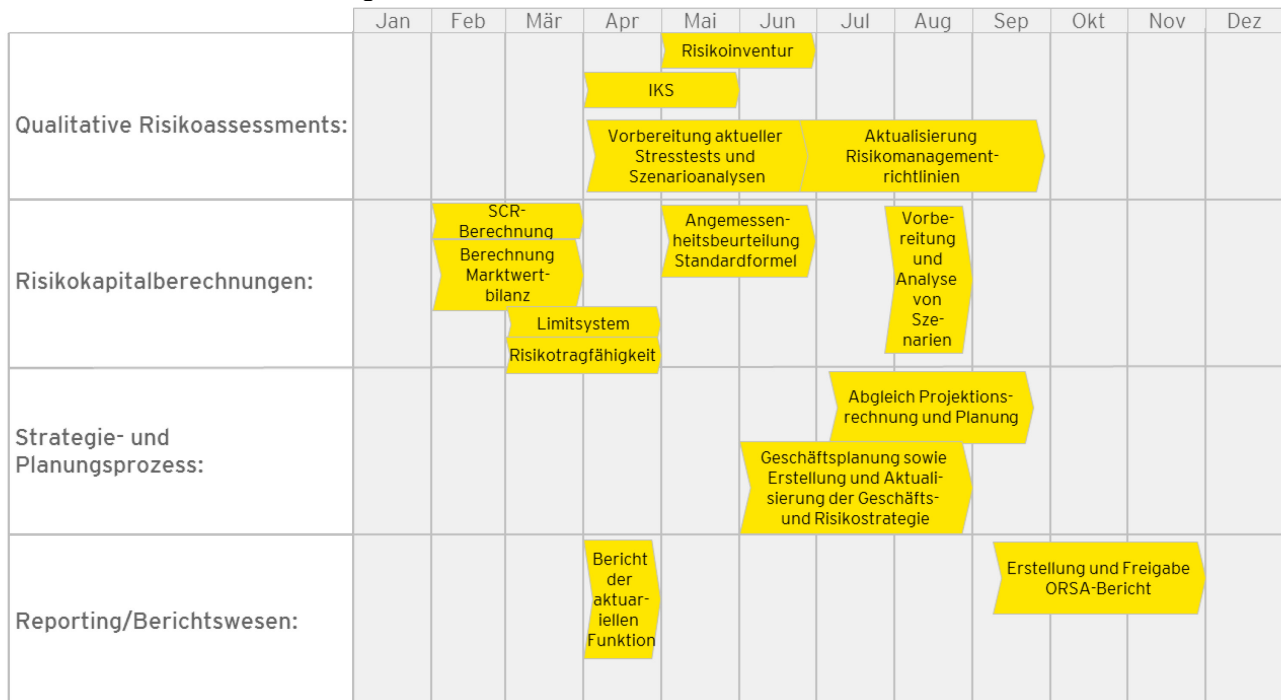 Jan Feb Mär Apr Mai Jun Jul Aug Sep Okt Nov Dez
Qualitative Risikoassessments:
Risikoinventur
IKS
Vorbereitung aktueller
Stresstests und
Szenarioanalysen
Aktualisierung
Risikomanagement-
richtlinien
Risikokapitalberechnungen:
SCR-
Berechnung
Berechnung
Marktwert-
bilanz
Limitsystem
Risikotragfähigkeit
Angemessen-
heitsbeurteilung
Standardformel
Vorbe-
reitung
und
Analyse
von
Sze-
narien
Strategie- und
Planungsprozess:
Abgleich Projektions-
rechnung und Planung
Geschäftsplanung sowie
Erstellung und Aktuali-
sierung der Geschäfts-
und Risikostrategie
Reporting/Berichtswesen:
Bericht
der
aktuar-
iellen
Funktion
Erstellung und Freigabe
ORSA-Bericht